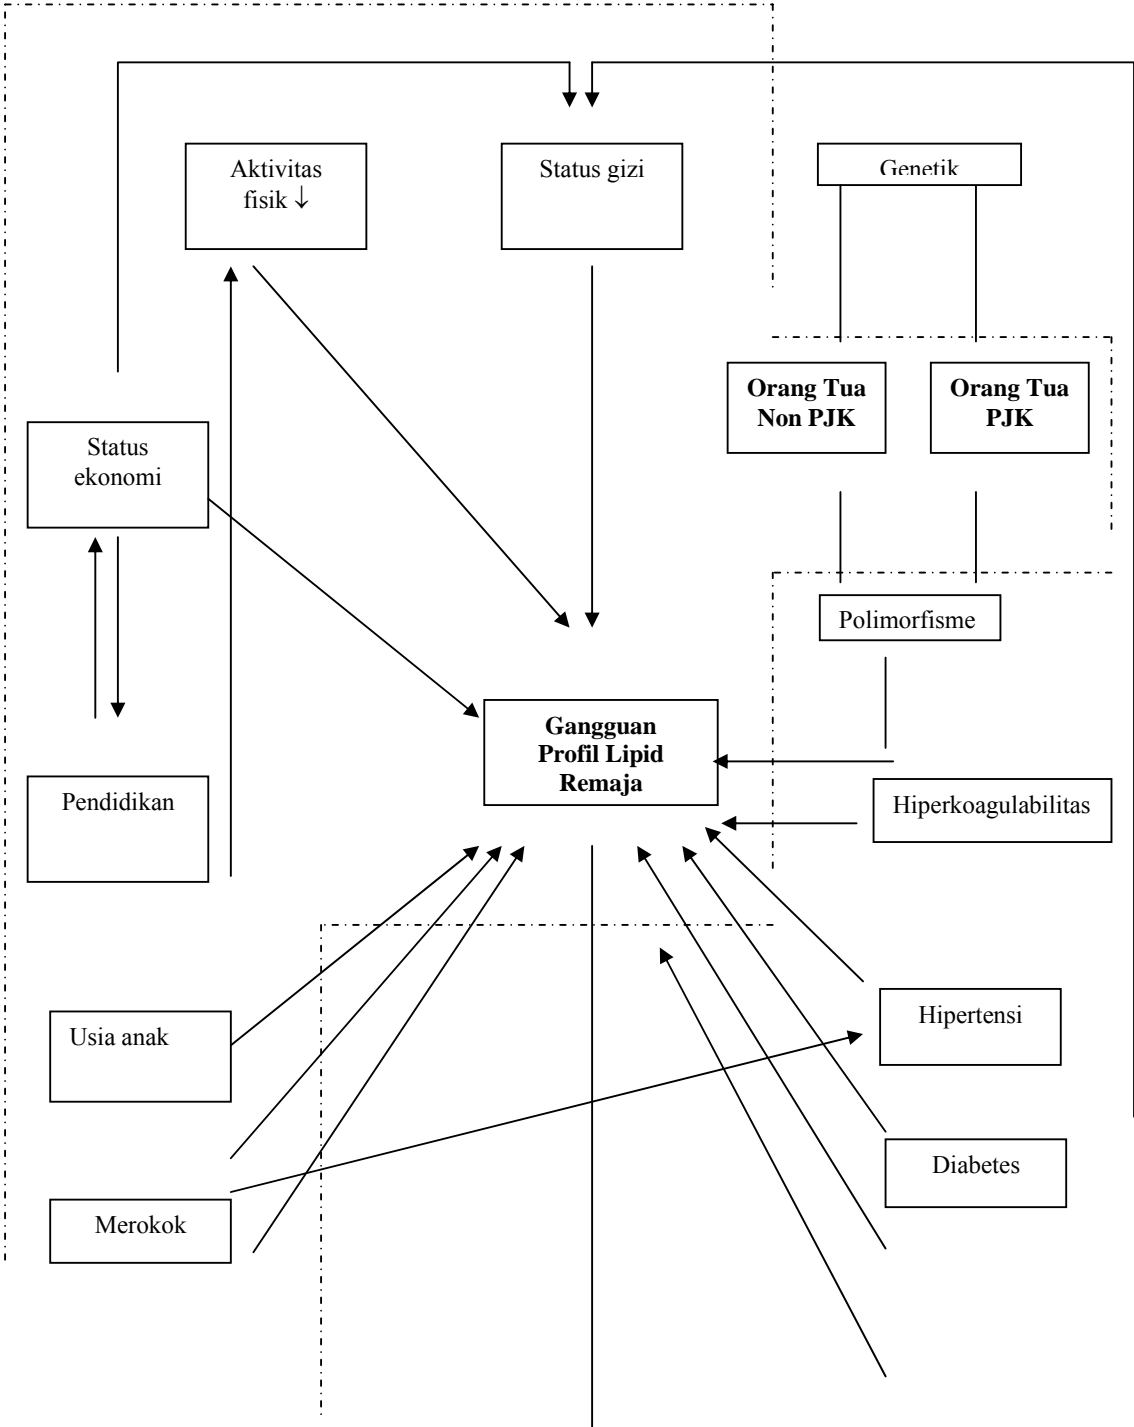 Aktivitas
fisik ↓
Status gizi
Genetik
Orang Tua
Non PJK
Orang Tua
PJK
Status
ekonomi
Polimorfisme
Gangguan
Profil Lipid
Remaja
Pendidikan
Hiperkoagulabilitas
Usia anak
Hipertensi
Diabetes
Merokok